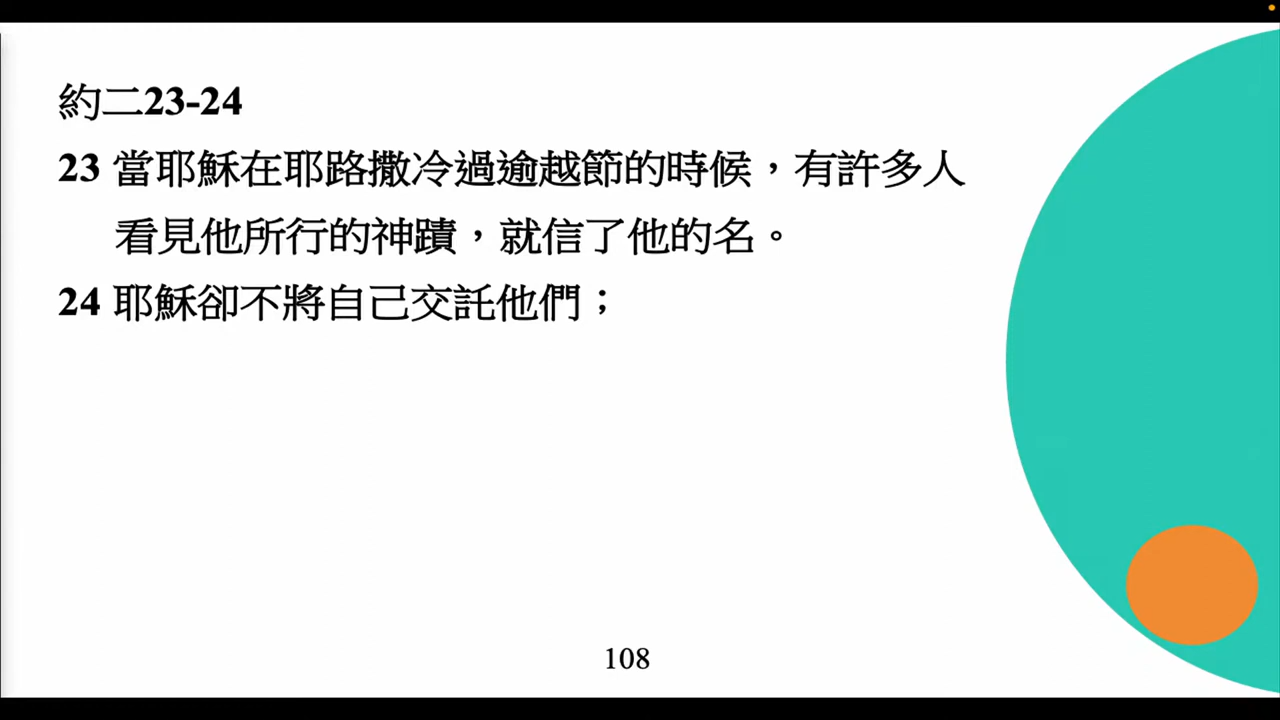 約二23-24
23 當耶穌在耶路撒冷過逾越節的時候，有許多人
看見他所行的神蹟，就信了他的名。
24 耶穌卻不將自己交託他們；
108